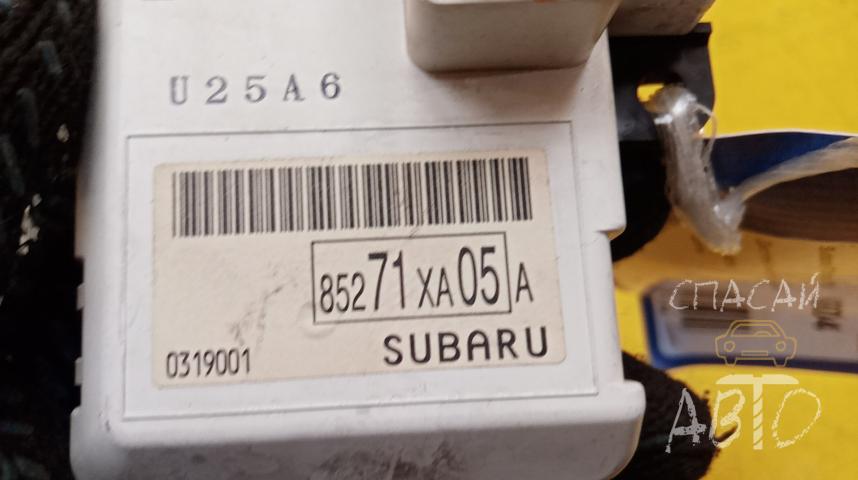 U25A6
85271XA05A
0319001 SUBARU
СПАСАЙ
АВТО